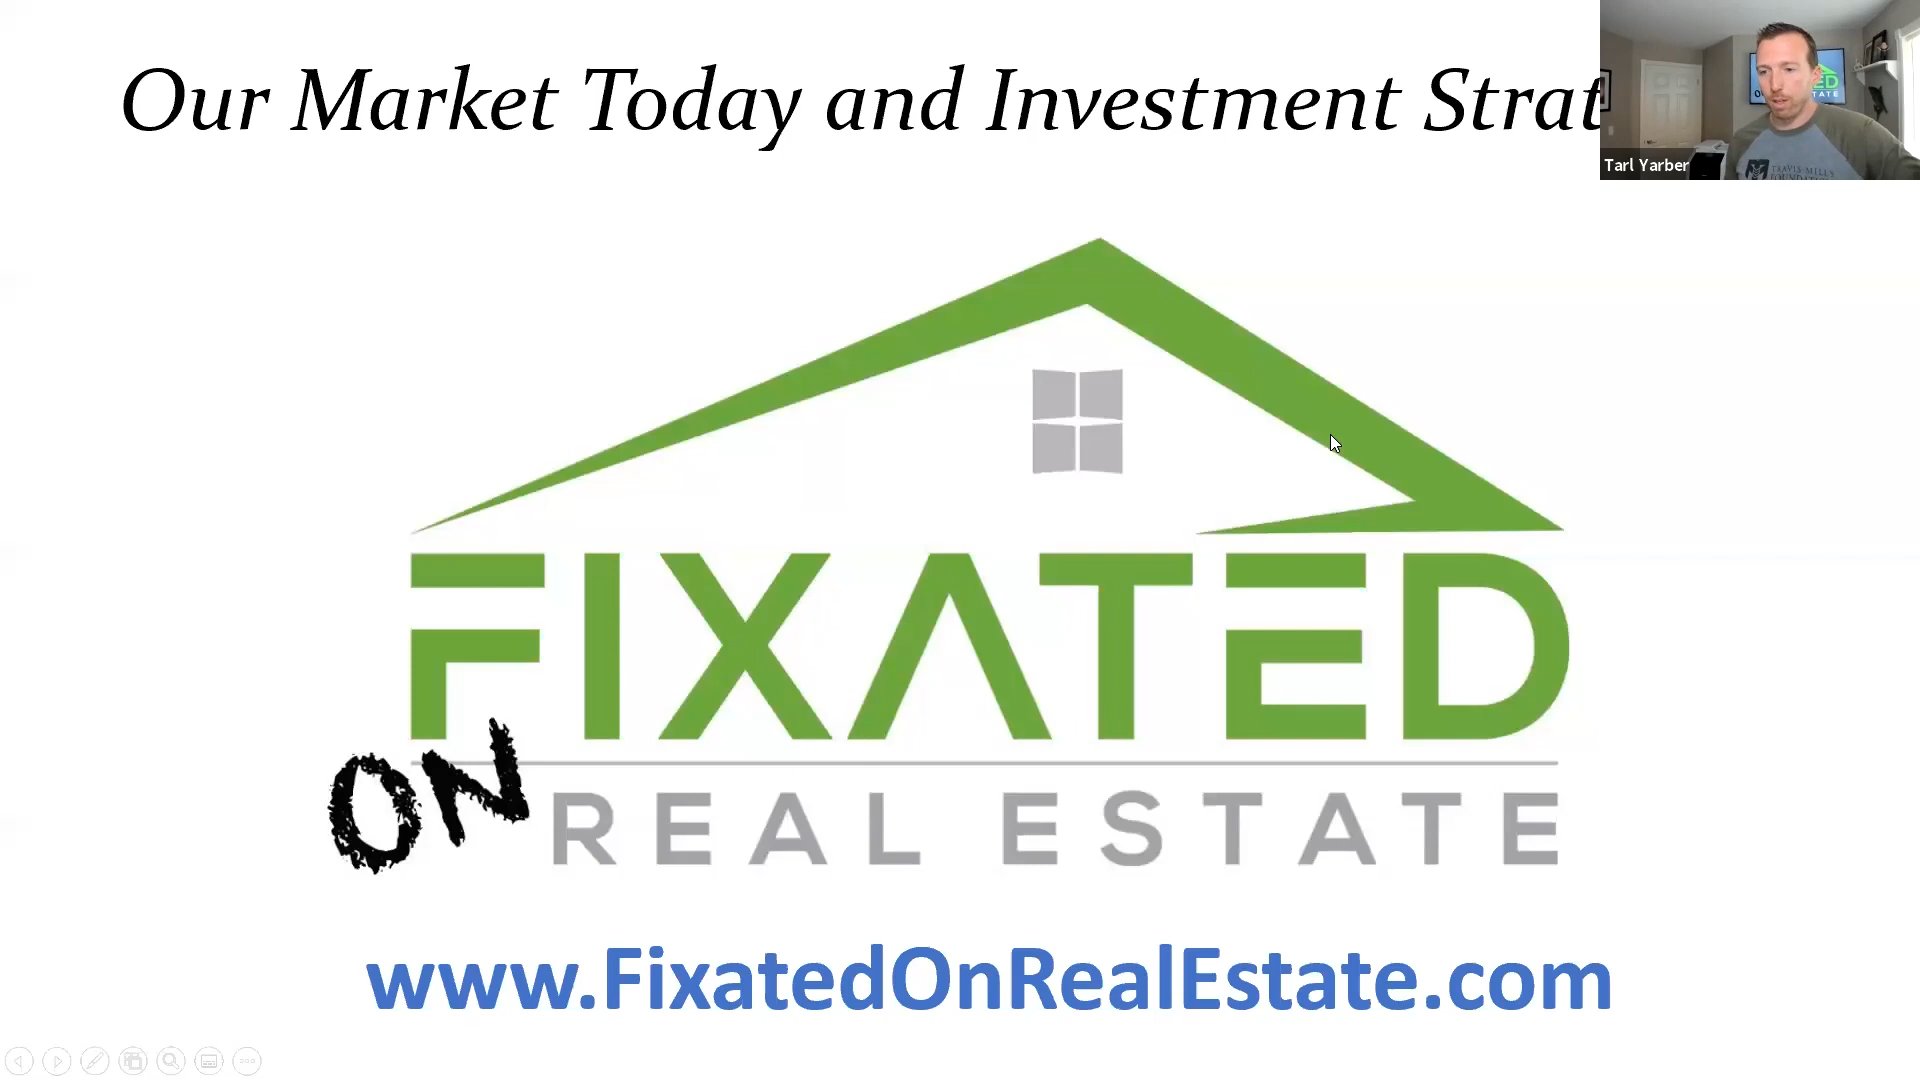 Our Market Today and Investment Strat
Tarl Yarber
FIXATED
ON REAL ESTATE
www.FixatedOnRealEstate.com